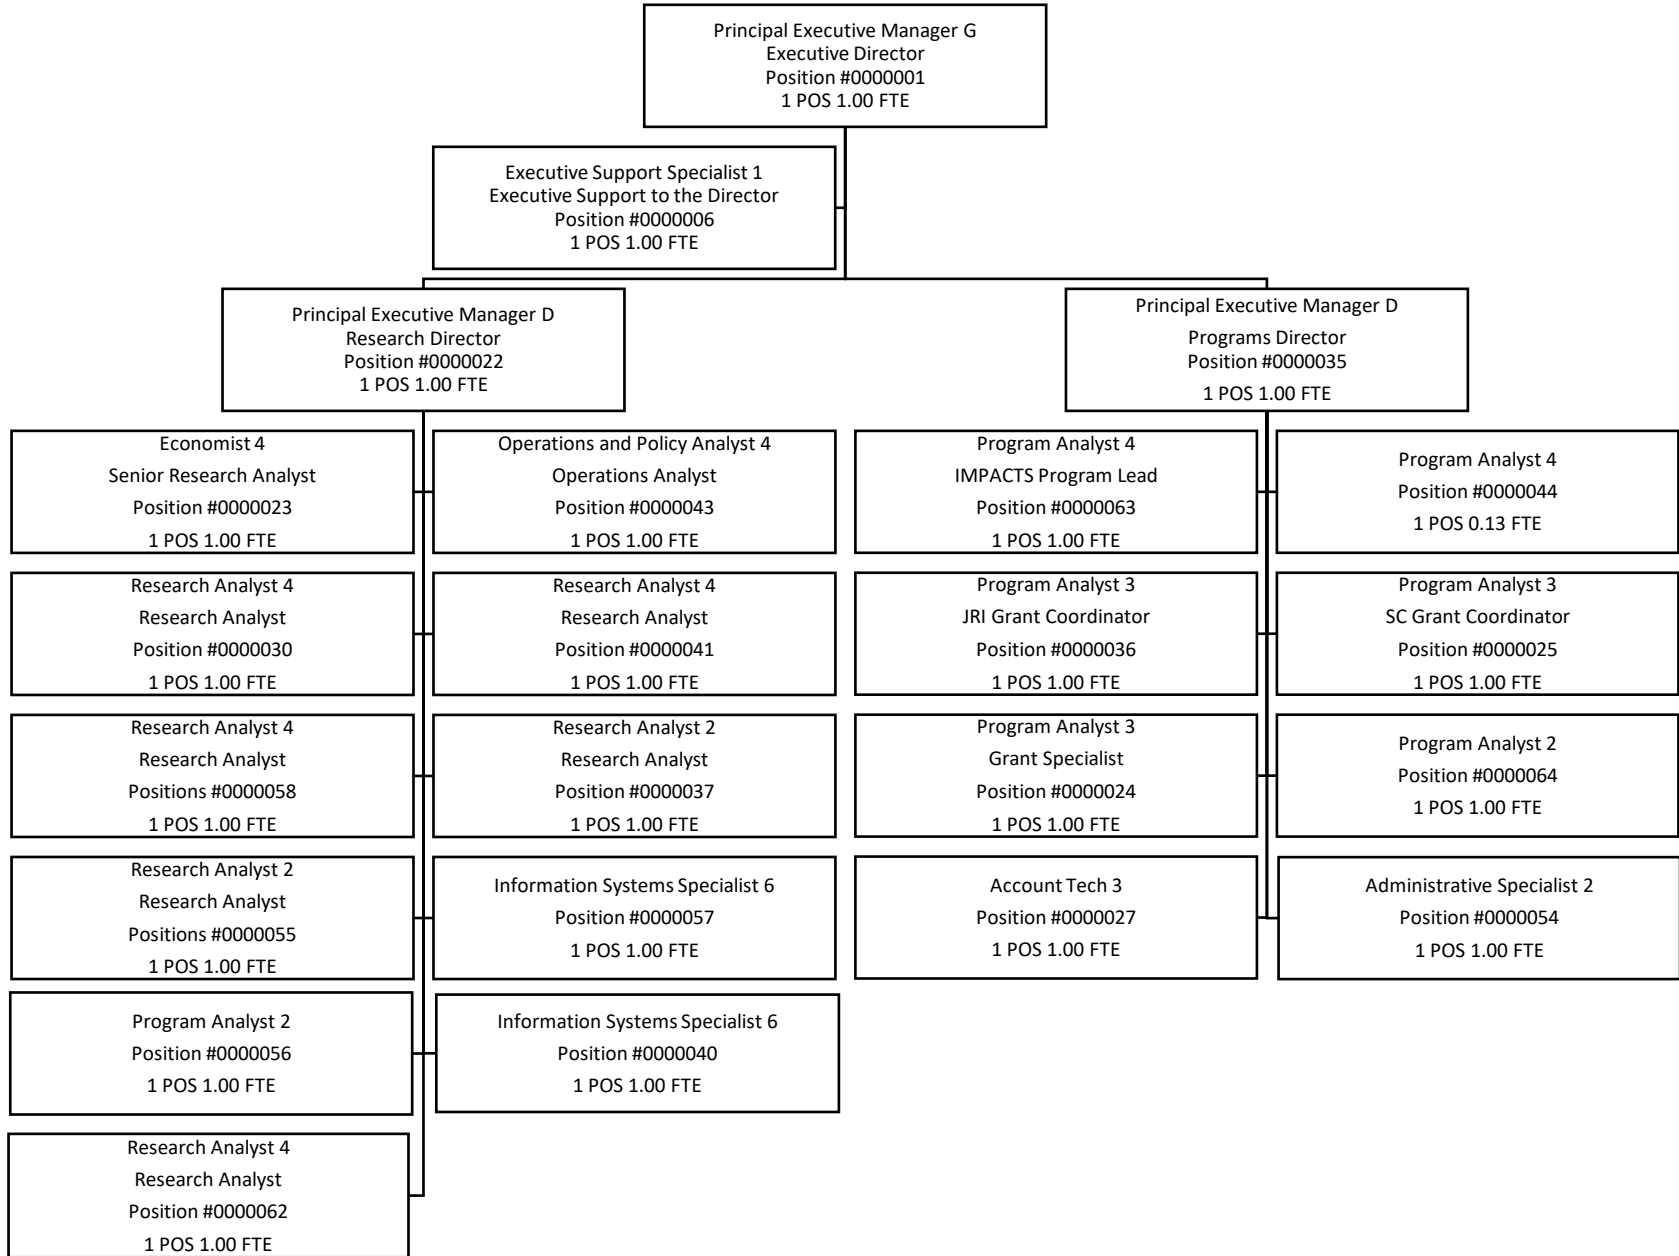 Principal Executive Manager G
Executive Director
Position #0000001
1 POS 1.00 FTE
Executive Support Specialist 1
Executive Support to the Director
Position #0000006
1 POS 1.00 FTE
Principal Executive Manager D
Research Director
Position #0000022
1 POS 1.00 FTE
Principal Executive Manager D
Programs Director
Position #0000035
1 POS 1.00 FTE
Economist 4
Senior Research Analyst
Position #0000023
1 POS 1.00 FTE
Operations and Policy Analyst 4
Operations Analyst
Position #0000043
1 POS 1.00 FTE
Program Analyst 4
IMPACTS Program Lead
Position #0000063
1 POS 1.00 FTE
Program Analyst 4
Position #0000044
1 POS 0.13 FTE
Research Analyst 4
Research Analyst
Position #0000030
1 POS 1.00 FTE
Research Analyst 4
Research Analyst
Position #0000041
1 POS 1.00 FTE
Program Analyst 3
JRI Grant Coordinator
Position #0000036
1 POS 1.00 FTE
Program Analyst 3
SC Grant Coordinator
Position #0000025
1 POS 1.00 FTE
Research Analyst 4
Research Analyst
Positions #0000058
1 POS 1.00 FTE
Research Analyst 2
Research Analyst
Position #0000037
1 POS 1.00 FTE
Program Analyst 3
Grant Specialist
Position #0000024
1 POS 1.00 FTE
Program Analyst 2
Position #0000064
1 POS 1.00 FTE
Research Analyst 2
Research Analyst
Positions #0000055
1 POS 1.00 FTE
Information Systems Specialist 6
Position #0000057
1 POS 1.00 FTE
Account Tech 3
Position #0000027
1 POS 1.00 FTE
Administrative Specialist 2
Position #0000054
1 POS 1.00 FTE
Program Analyst 2
Position #0000056
1 POS 1.00 FTE
Information Systems Specialist 6
Position #0000040
1 POS 1.00 FTE
Research Analyst 4
Research Analyst
Position #0000062
1 POS 1.00 FTE